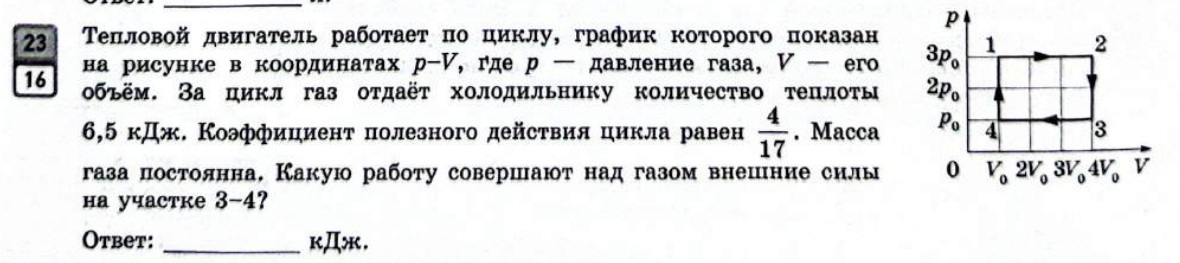 23
16
Тепловой двигатель работает по циклу, график которого показан
на рисунке в координатах p–V, где p — давление газа, V — его
объём. За цикл газ отдаёт холодильнику количество теплоты
6,5 кДж. Коэффициент полезного действия цикла равен 4/17. Масса
газа постоянна. Какую работу совершают над газом внешние силы
на участке 3–4?
Ответ: ____________ кДж.
p
3p₀ 1 2
2p₀
p₀ 4 3
0 V₀ 2V₀ 3V₀ 4V₀ V